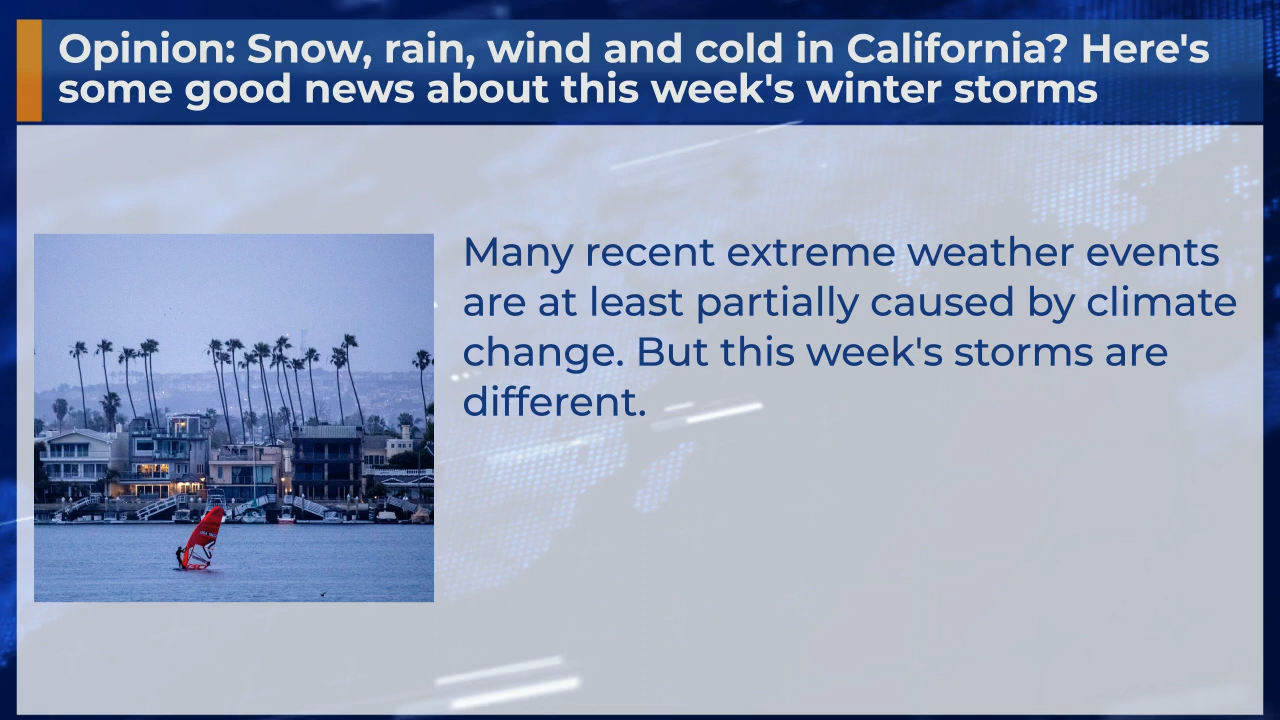 Opinion: Snow, rain, wind and cold in California? Here's
some good news about this week's winter storms
Many recent extreme weather events
are at least partially caused by climate
change. But this week's storms are
different.